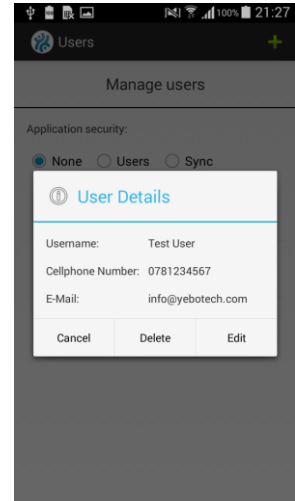 100% 21:27
Users
Manage users
Application security:
None Users Sync
User Details
Username: Test User
Cellphone Number: 0781234567
E-Mail: info@yebotech.com
Cancel Delete Edit